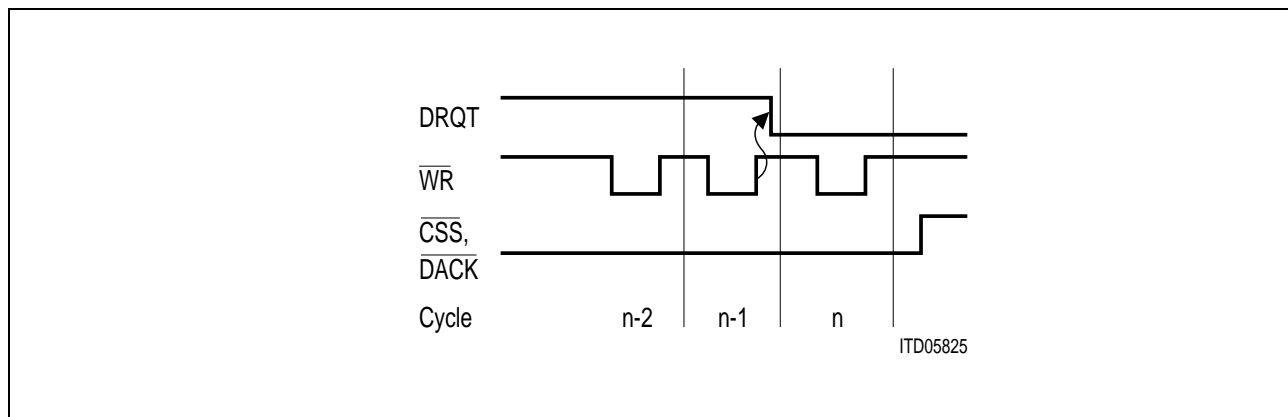 DRQT
WR
CSS,
DACK
Cycle n-2 n-1 n
ITD05825